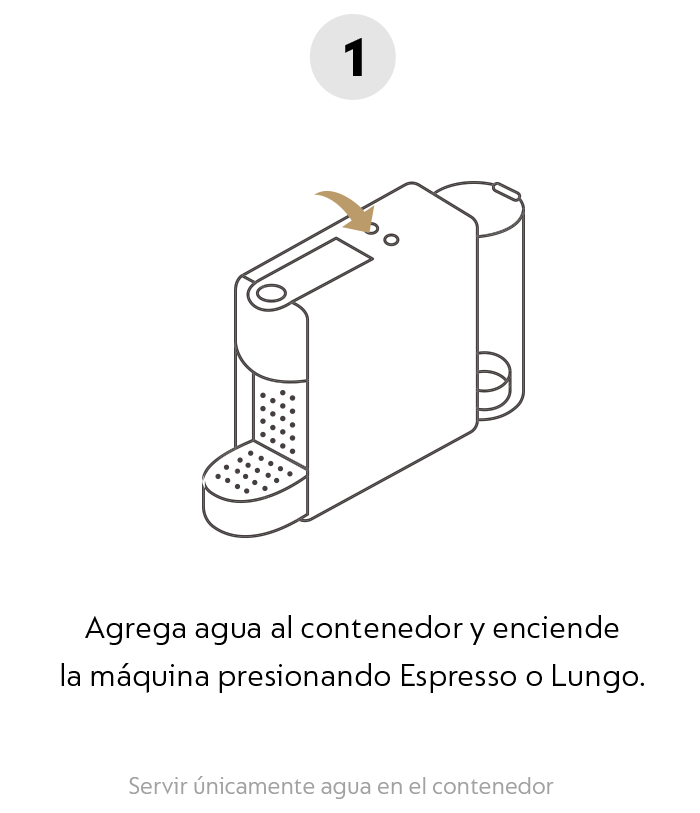 1
Agrega agua al contenedor y enciende
la máquina presionando Espresso o Lungo.
Servir únicamente agua en el contenedor